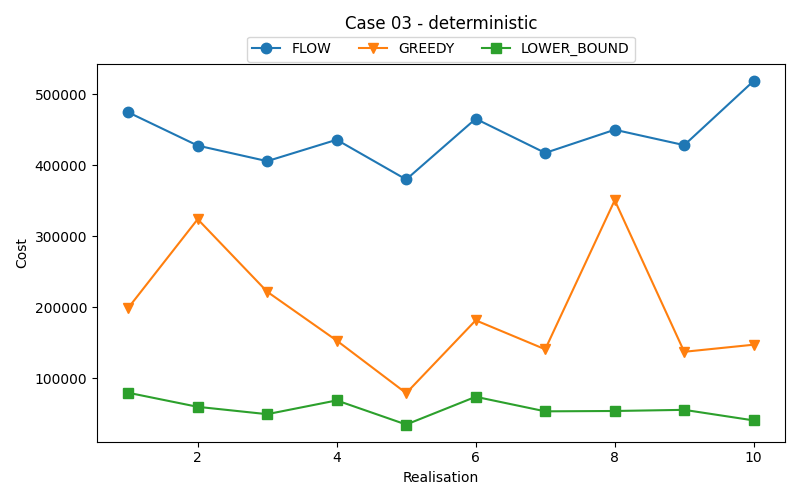 Case 03 - deterministic
FLOW GREEDY LOWER_BOUND
500000
400000
300000
200000
100000
Cost
2 4 6 8 10
Realisation